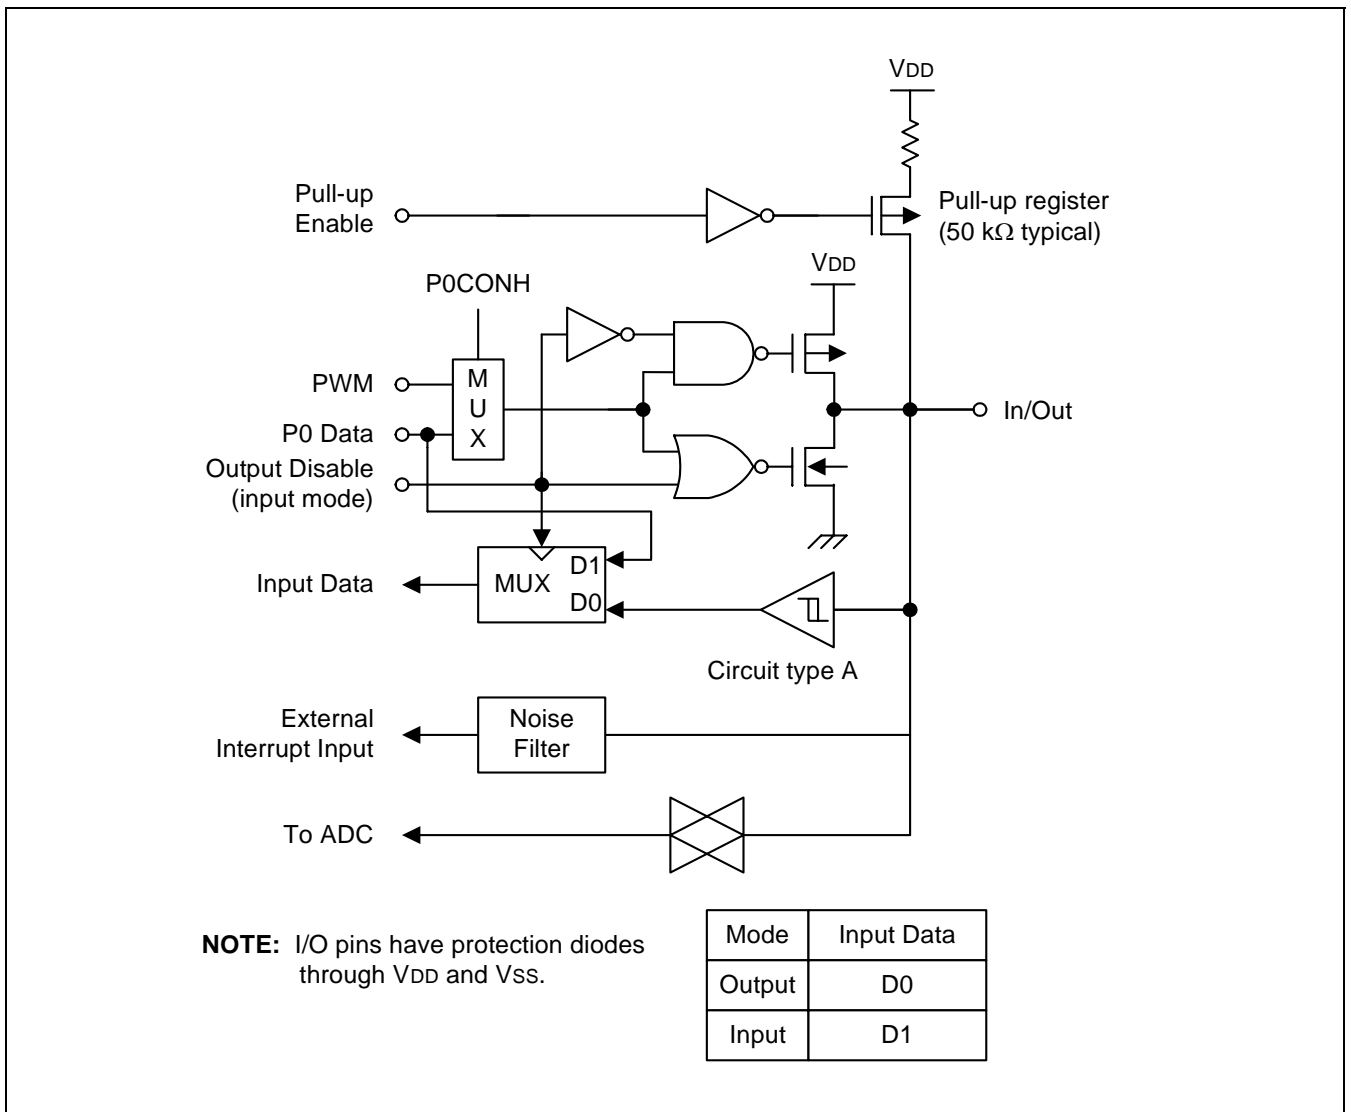 VDD
Pull-up
Enable
Pull-up register
(50 kΩ typical)
VDD
P0CONH
PWM
MUX
P0 Data
In/Out
Output Disable
(input mode)
Input Data
MUX
D1
D0
Circuit type A
External
Interrupt Input
Noise
Filter
To ADC
NOTE: I/O pins have protection diodes
through VDD and VSS.
Mode Input Data
Output D0
Input D1